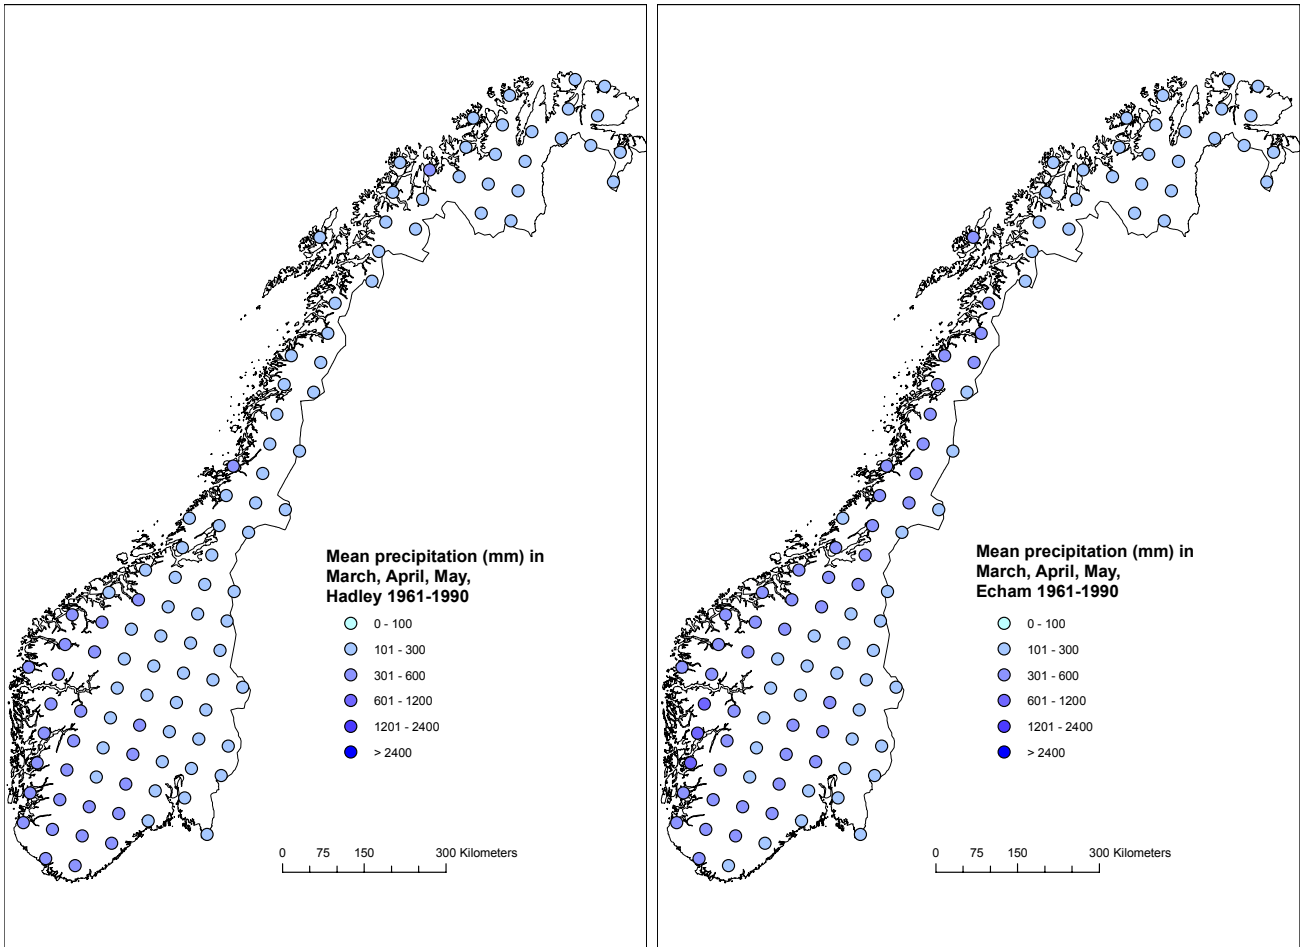 Mean precipitation (mm) in
March, April, May,
Hadley 1961-1990
0 - 100
101 - 300
301 - 600
601 - 1200
1201 - 2400
> 2400
0 75 150 300 Kilometers
Mean precipitation (mm) in
March, April, May,
Echam 1961-1990
0 - 100
101 - 300
301 - 600
601 - 1200
1201 - 2400
> 2400
0 75 150 300 Kilometers